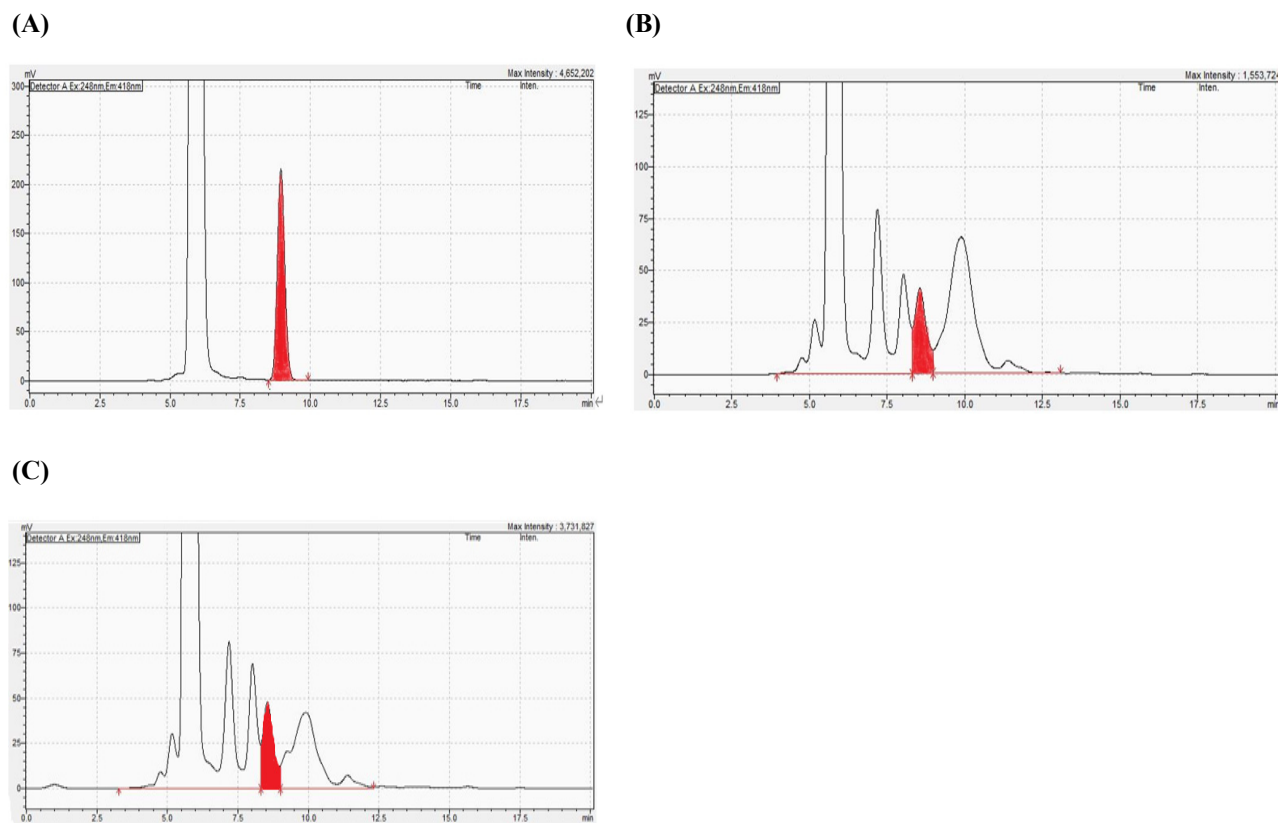 (A)
(B)
mV
Max Intensity : 4,652,202
Detector A Ex:248nm,Em:418nm
Time
Inten.
300
250
200
150
100
50
0
0.0
2.5
5.0
7.5
10.0
12.5
15.0
17.5
min
mV
Max Intensity : 1,553,724
Detector A Ex:248nm,Em:418nm
Time
Inten.
125
100
75
50
25
0
0.0
2.5
5.0
7.5
10.0
12.5
15.0
17.5
min
(C)
mV
Max Intensity : 3,731,827
Detector A Ex:248nm,Em:418nm
Time
Inten.
125
100
75
50
25
0
0.0
2.5
5.0
7.5
10.0
12.5
15.0
17.5
min